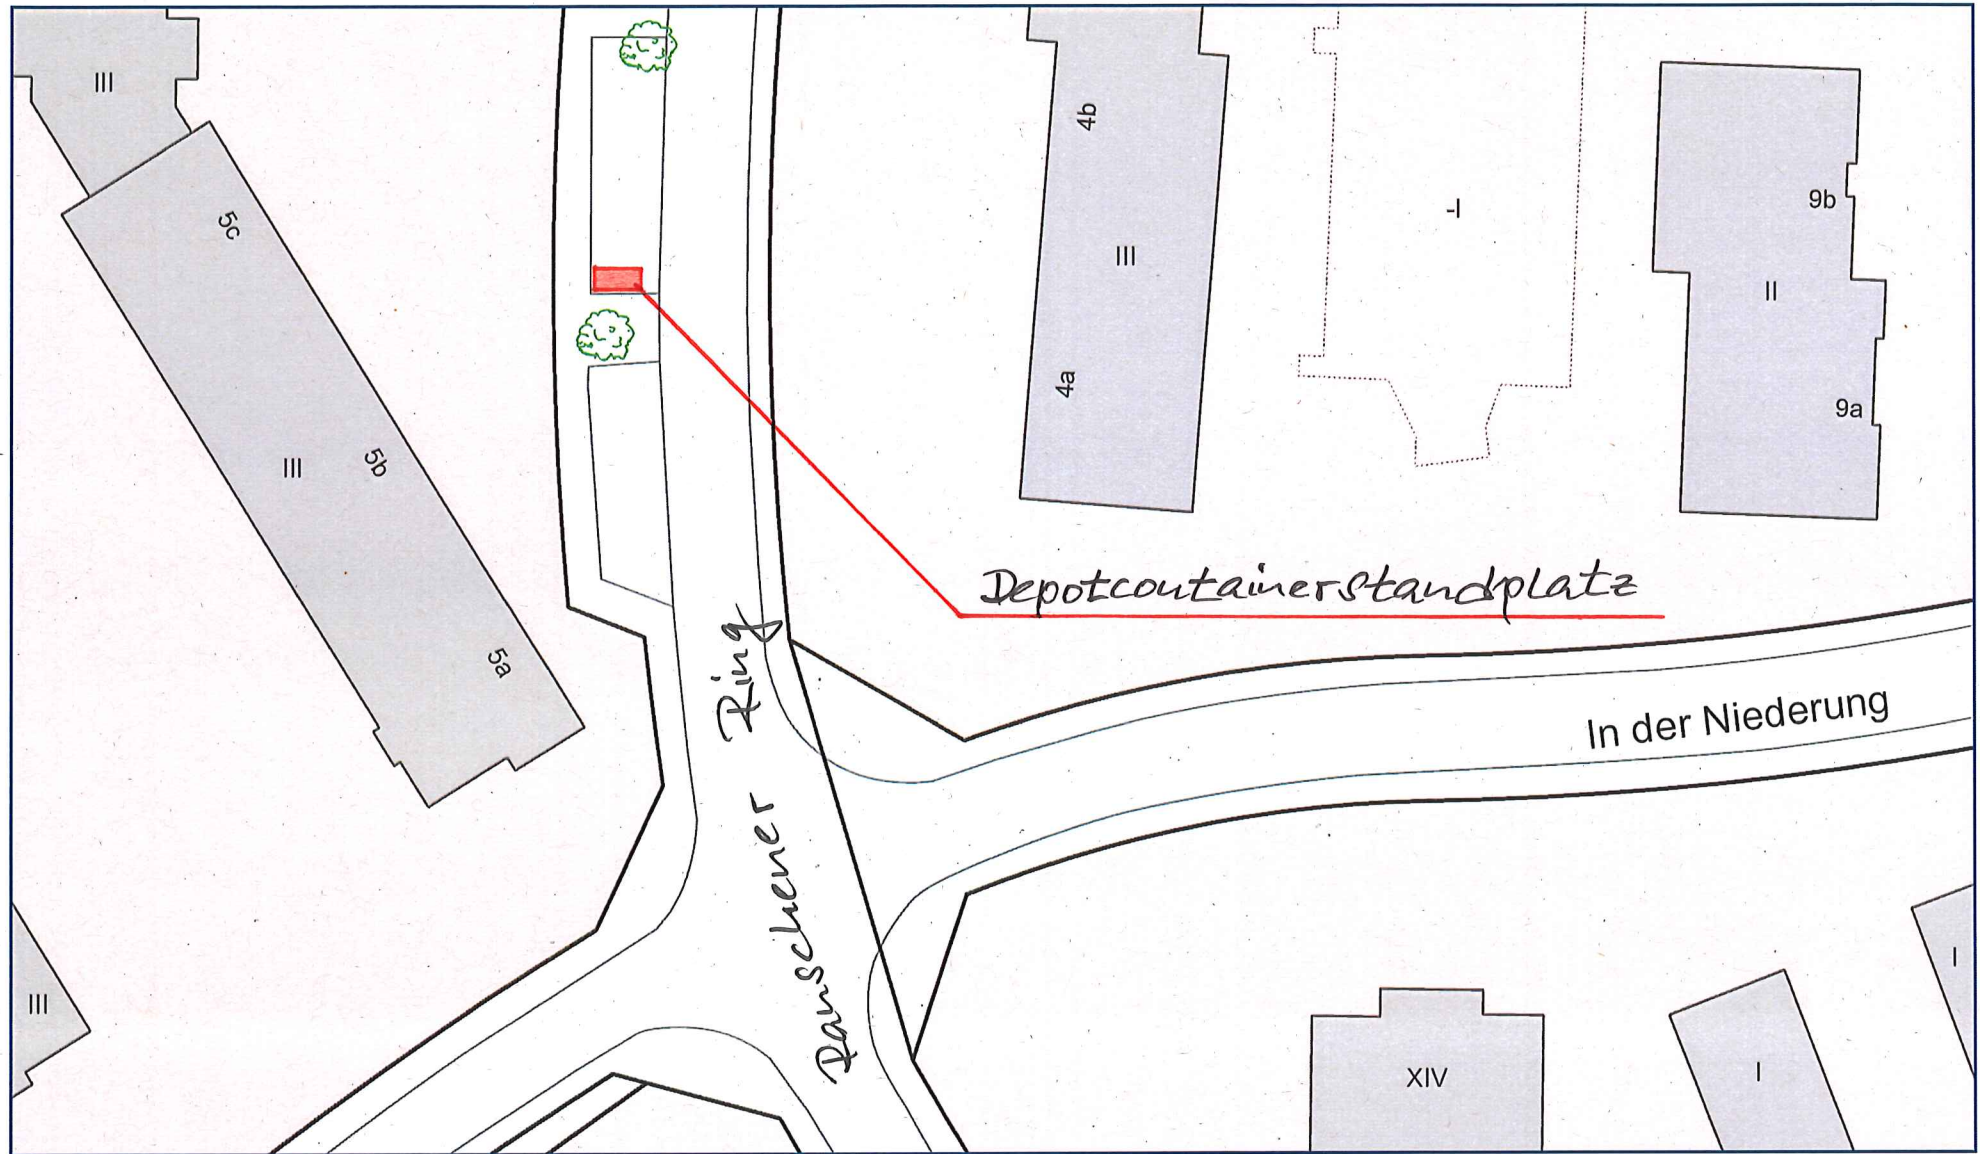 III
5c
III
5b
5a
III
4b
III
4a
-I
9b
II
9a
Depotcontainerstandplatz
In der Niederung
Rauschener Ring
XIV
I
I